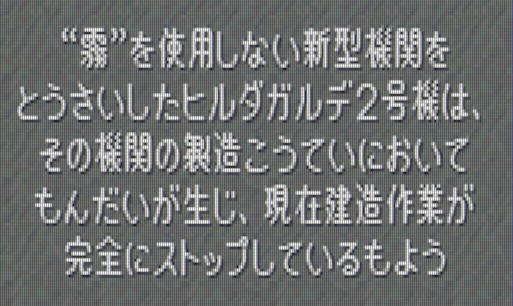 “霧”を使用しない新型機関を
とうさいしたヒルダガルデ2号機は、
その機関の製造こうていにおいて
もんだいが生じ、現在建造作業が
完全にストップしているもよう